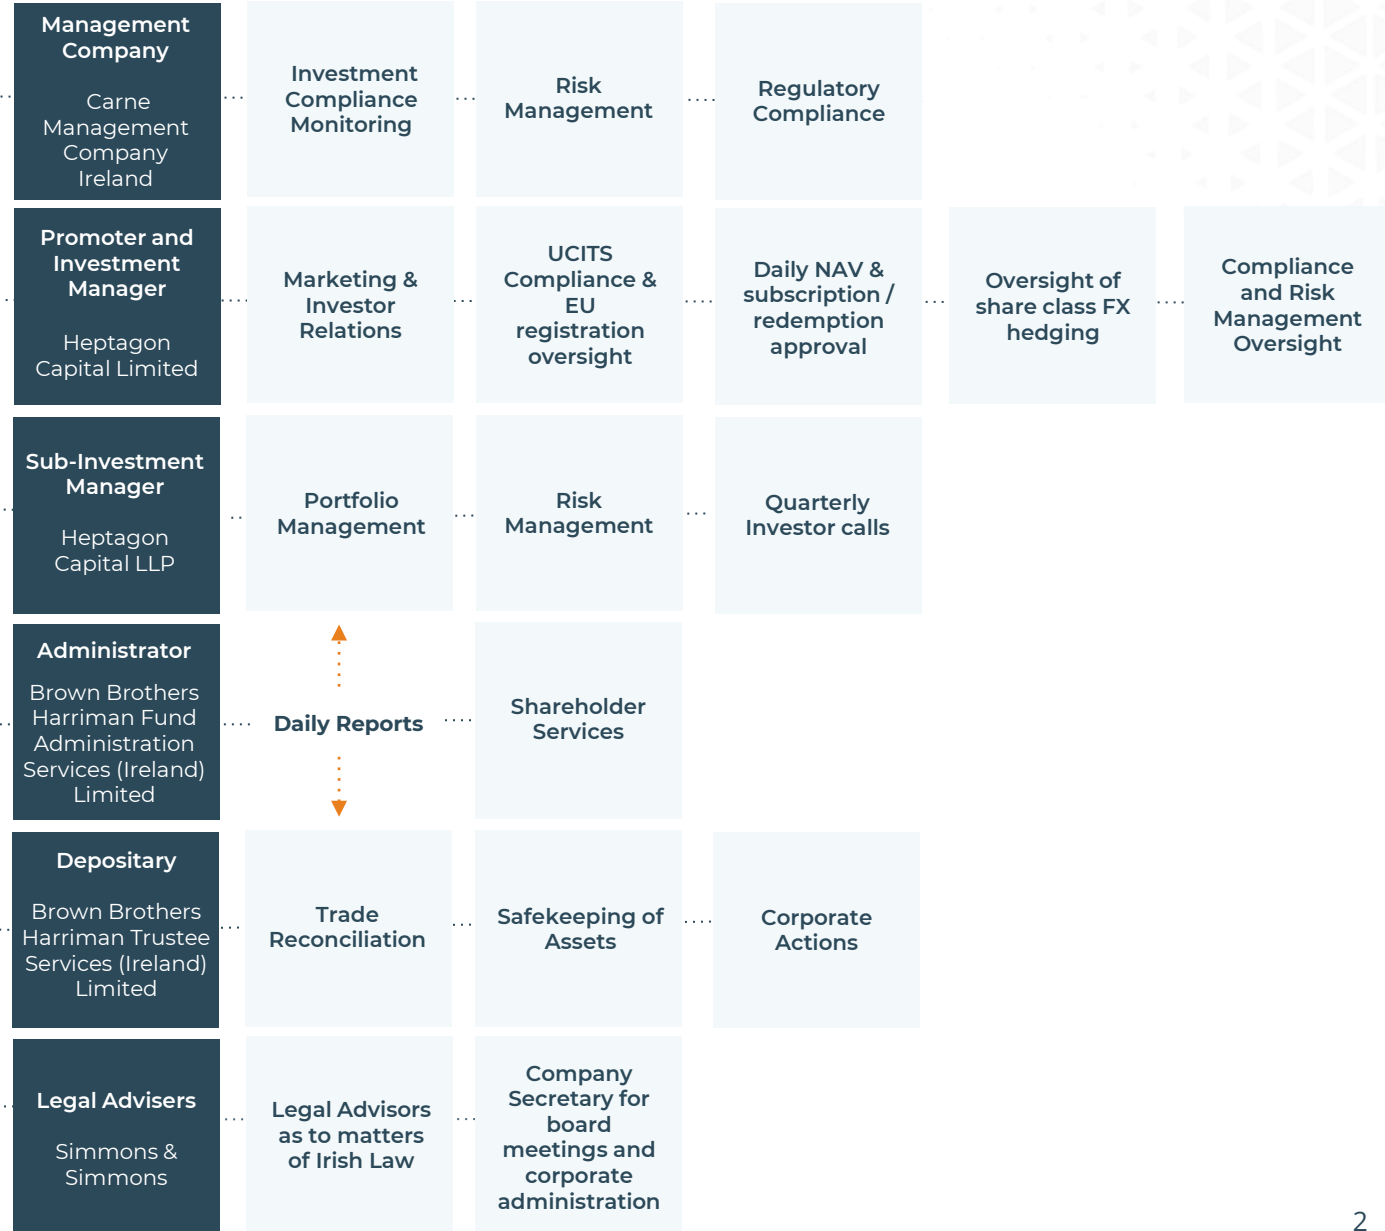 Management
Company
Carne
Management
Company
Ireland
Investment
Compliance
Monitoring
Risk
Management
Regulatory
Compliance
Promoter and
Investment
Manager
Heptagon
Capital Limited
Marketing &
Investor
Relations
UCITS
Compliance &
EU
registration
oversight
Daily NAV &
subscription /
redemption
approval
Oversight of
share class FX
hedging
Compliance
and Risk
Management
Oversight
Sub-Investment
Manager
Heptagon
Capital LLP
Portfolio
Management
Risk
Management
Quarterly
Investor calls
Administrator
Brown Brothers
Harriman Fund
Administration
Services (Ireland)
Limited
Daily Reports
Shareholder
Services
Depositary
Brown Brothers
Harriman Trustee
Services (Ireland)
Limited
Trade
Reconciliation
Safekeeping of
Assets
Corporate
Actions
Legal Advisers
Simmons &
Simmons
Legal Advisors
as to matters
of Irish Law
Company
Secretary for
board
meetings and
corporate
administration
2